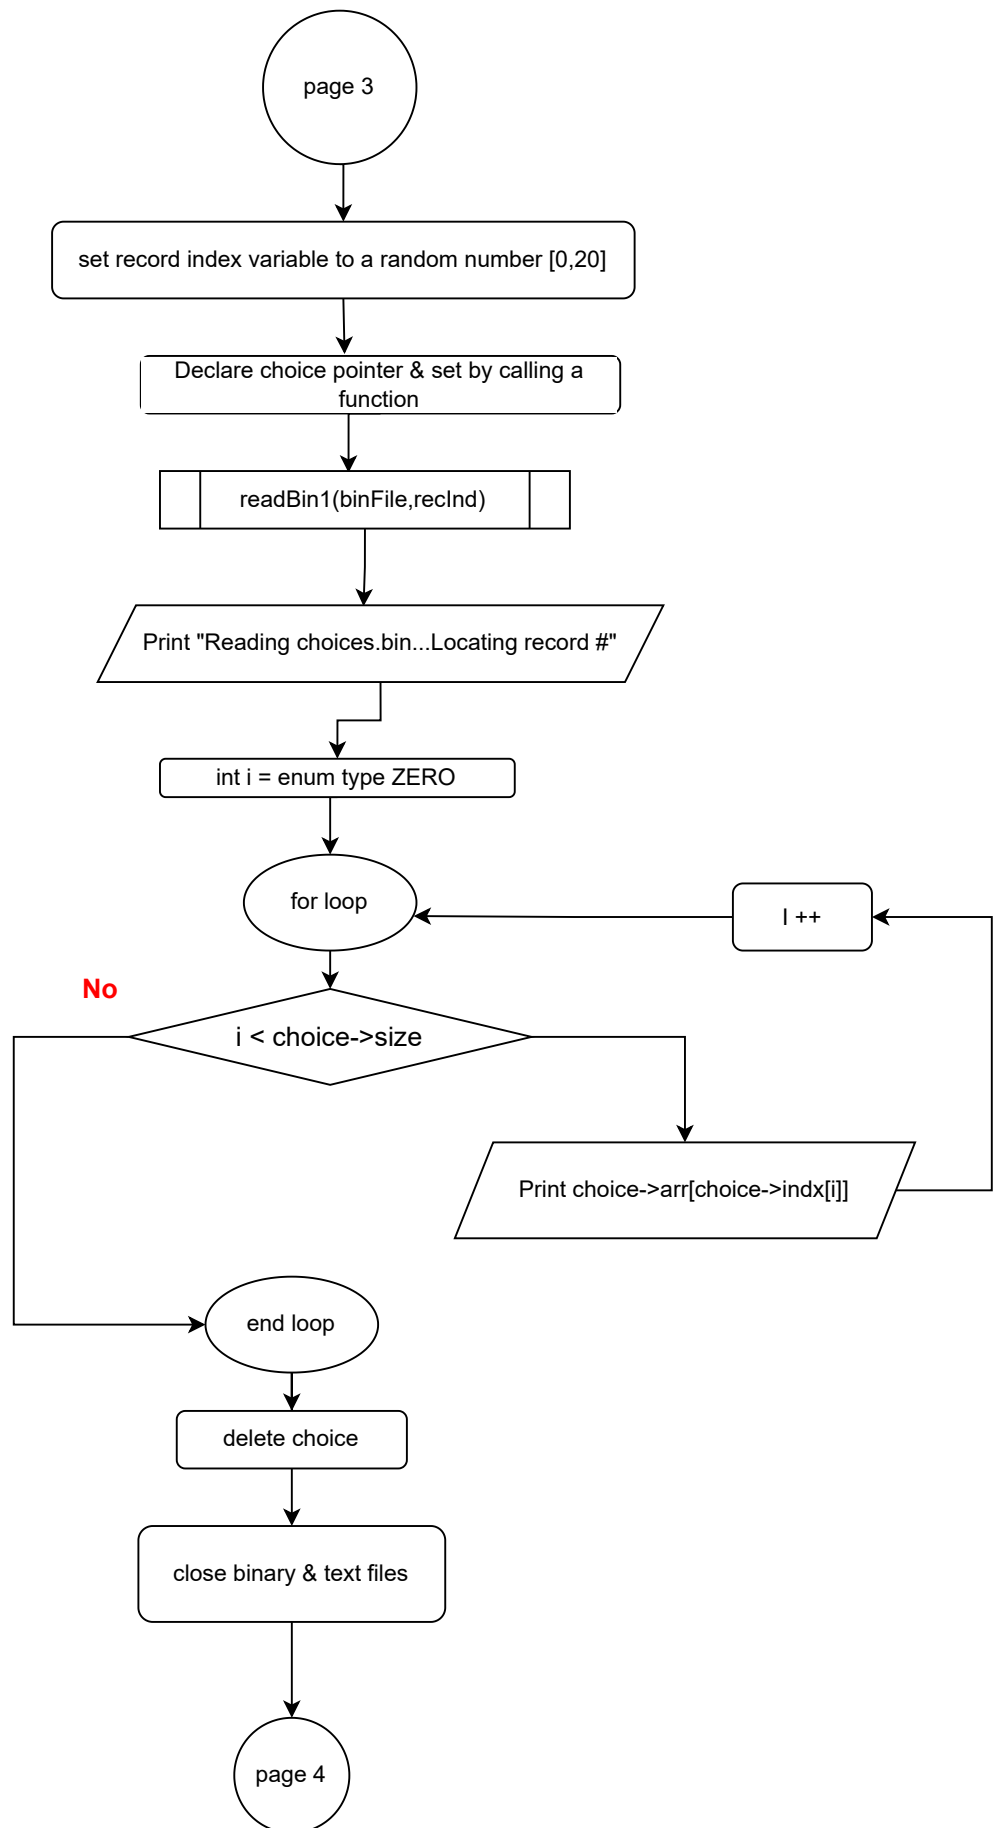 page 3
set record index variable to a random number [0,20]
Declare choice pointer & set by calling a
function
readBin1(binFile,recInd)
Print "Reading choices.bin...Locating record #"
int i = enum type ZERO
for loop
I ++
No
i < choice->size
Print choice->arr[choice->indx[i]]
end loop
delete choice
close binary & text files
page 4